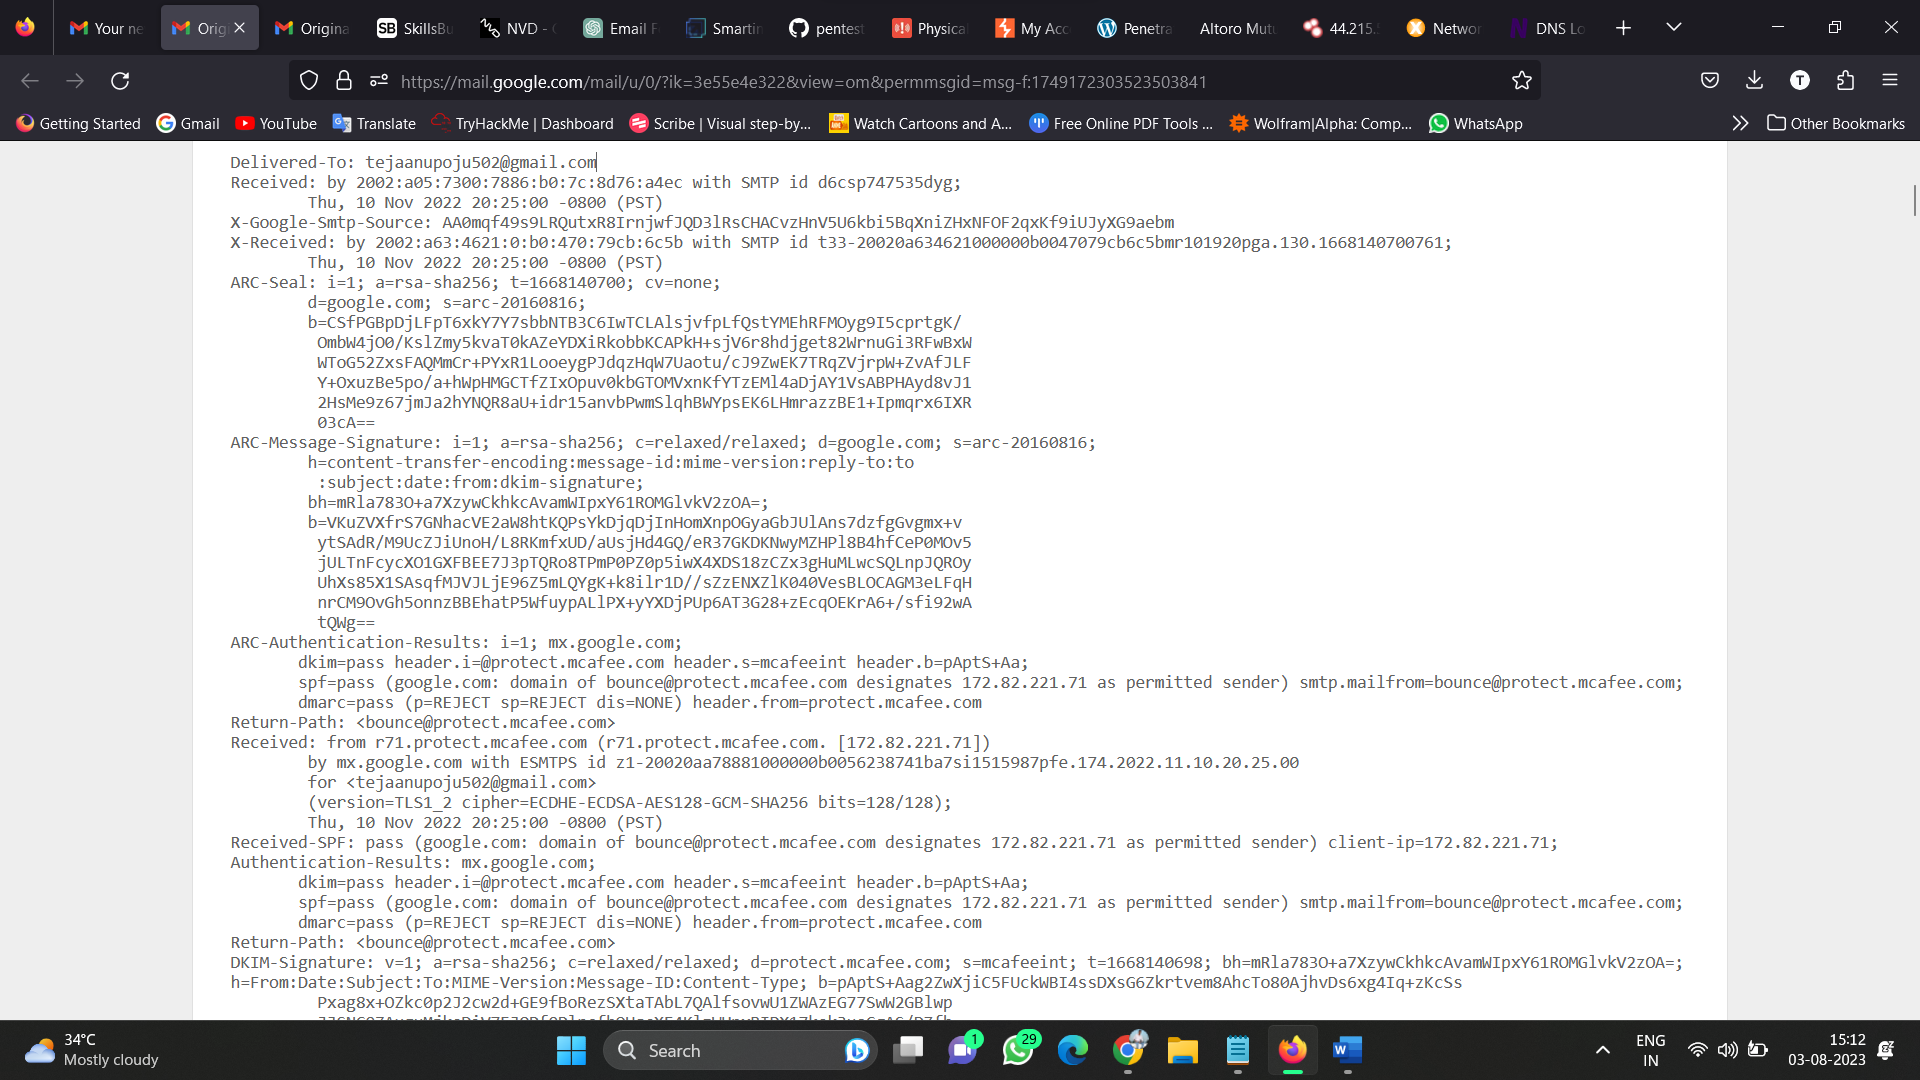 Your ne
Orig
Origina
SB SkillsBu
NVD - C
Email F
Smartin
pentest
Physica
My Acc
Penetra
Altoro Mutu
44.215.
Networ
DNS Lo
https://mail.google.com/mail/u/0/?ik=3e55e4e322&view=om&permmsgid=msg-f:1749172303523503841
T
Getting Started
Gmail
YouTube
Translate
TryHackMe | Dashboard
Scribe | Visual step-by...
Watch Cartoons and A...
Free Online PDF Tools ...
Wolfram|Alpha: Comp...
WhatsApp
Other Bookmarks
Delivered-To: tejaanupoju502@gmail.com
Received: by 2002:a05:7300:7886:b0:7c:8d76:a4ec with SMTP id d6csp747535dyg;
Thu, 10 Nov 2022 20:25:00 -0800 (PST)
X-Google-Smtp-Source: AA0mqf49s9LRQutxR8IrnjwfJQD3lRsCHACvzHnV5U6kbi5BqXniZHxNFOF2qxKf9iUJyXG9aebm
X-Received: by 2002:a63:4621:0:b0:470:79cb:6c5b with SMTP id t33-20020a634621000000b0047079cb6c5bmr101920pga.130.1668140700761;
Thu, 10 Nov 2022 20:25:00 -0800 (PST)
ARC-Seal: i=1; a=rsa-sha256; t=1668140700; cv=none;
d=google.com; s=arc-20160816;
b=CSfPGBpDjLFpT6xkY7Y7sbbNTB3C6IwTCLAlsjvfpLfQstYMEhRFMOyg9I5cprtgK/
OmbW4jO0/KslZmy5kvaT0kAZeYDXiRkobbKCAPkH+sjV6r8hdjget82WrnuGi3RFwBxW
WToG52ZxsFAQMmCr+PYxR1LooeygPJdqzHqW7Uaotu/cJ9ZwEK7TRqZVjrpW+ZvAfJLF
Y+OxuzBe5po/a+hWpHMGCTfZIxOpuv0kbGTOMVxnKfYTzEMl4aDjAY1VsABPHAyd8vJ1
2HsMe9z67jmJa2hYNQR8aU+idr15anvbPwmSlqhBWYpsEK6LHmrazzBE1+Ipmqrx6IXR
03cA==
ARC-Message-Signature: i=1; a=rsa-sha256; c=relaxed/relaxed; d=google.com; s=arc-20160816;
h=content-transfer-encoding:message-id:mime-version:reply-to:to
:subject:date:from:dkim-signature;
bh=mRla783O+a7XzywCkhkcAvamWIpxY61ROMGlvkV2zOA=;
b=VKuZVXfrS7GNhacVE2aW8htKQPsYkDjqDjInHomXnpOGyaGbJUlAns7dzfgGvgmx+v
ytSAdR/M9UcZJiUnoH/L8RKmfxUD/aUsjHd4GQ/eR37GKDKNwyMZHPl8B4hfCeP0MOv5
jULTnFcycXO1GXFBEE7J3pTQRo8TPmP0PZ0p5iwX4XDS18zCZx3gHuMLwcSQLnpJQROy
UhXs85X1SAsqfMJVJLjE96Z5mLQYgK+k8ilr1D//sZzENXZlK040VesBLOCAGM3eLFqH
nrCM9OvGh5onnzBBEhatP5WfuypALlPX+yYXDjPUp6AT3G28+zEcqOEKrA6+/sfi92wA
tQWg==
ARC-Authentication-Results: i=1; mx.google.com;
dkim=pass header.i=@protect.mcafee.com header.s=mcafeeint header.b=pAptS+Aa;
spf=pass (google.com: domain of bounce@protect.mcafee.com designates 172.82.221.71 as permitted sender) smtp.mailfrom=bounce@protect.mcafee.com;
dmarc=pass (p=REJECT sp=REJECT dis=NONE) header.from=protect.mcafee.com
Return-Path: <bounce@protect.mcafee.com>
Received: from r71.protect.mcafee.com (r71.protect.mcafee.com. [172.82.221.71])
by mx.google.com with ESMTPS id z1-20020aa78881000000b0056238741ba7si1515987pfe.174.2022.11.10.20.25.00
for <tejaanupoju502@gmail.com>
(version=TLS1_2 cipher=ECDHE-ECDSA-AES128-GCM-SHA256 bits=128/128);
Thu, 10 Nov 2022 20:25:00 -0800 (PST)
Received-SPF: pass (google.com: domain of bounce@protect.mcafee.com designates 172.82.221.71 as permitted sender) client-ip=172.82.221.71;
Authentication-Results: mx.google.com;
dkim=pass header.i=@protect.mcafee.com header.s=mcafeeint header.b=pAptS+Aa;
spf=pass (google.com: domain of bounce@protect.mcafee.com designates 172.82.221.71 as permitted sender) smtp.mailfrom=bounce@protect.mcafee.com;
dmarc=pass (p=REJECT sp=REJECT dis=NONE) header.from=protect.mcafee.com
Return-Path: <bounce@protect.mcafee.com>
DKIM-Signature: v=1; a=rsa-sha256; c=relaxed/relaxed; d=protect.mcafee.com; s=mcafeeint; t=1668140698; bh=mRla783O+a7XzywCkhkcAvamWIpxY61ROMGlvkV2zOA=;
h=From:Date:Subject:To:MIME-Version:Message-ID:Content-Type; b=pAptS+Aag2ZwXjiC5FUckWBI4ssDXsG6Zkrtvem8AhcTo80AjhvDs6xg4Iq+zKcSs
Pxag8x+OZkc0p2J2cw2d+GE9fBoRezSXtaTAbL7QAlfsovwU1ZWAzEG77SwW2GBlwp
34°C
Mostly cloudy
Search
1
29
ENG
IN
15:12
03-08-2023